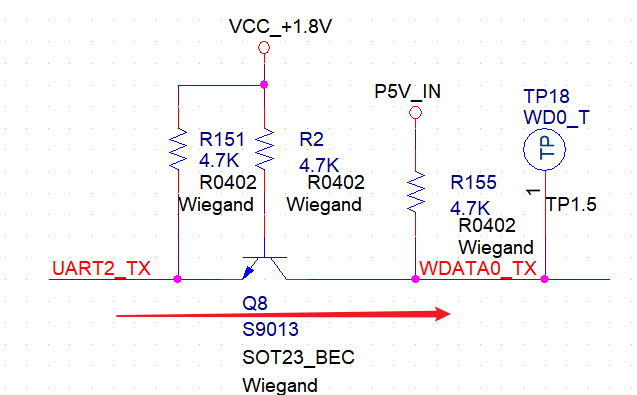 VCC_+1.8V
P5V_IN
TP18
WD0_T
TP
1
TP1.5
R151
4.7K
R0402
Wiegand
R2
4.7K
R0402
Wiegand
R155
4.7K
R0402
Wiegand
UART2_TX
WDATA0_TX
Q8
S9013
SOT23_BEC
Wiegand